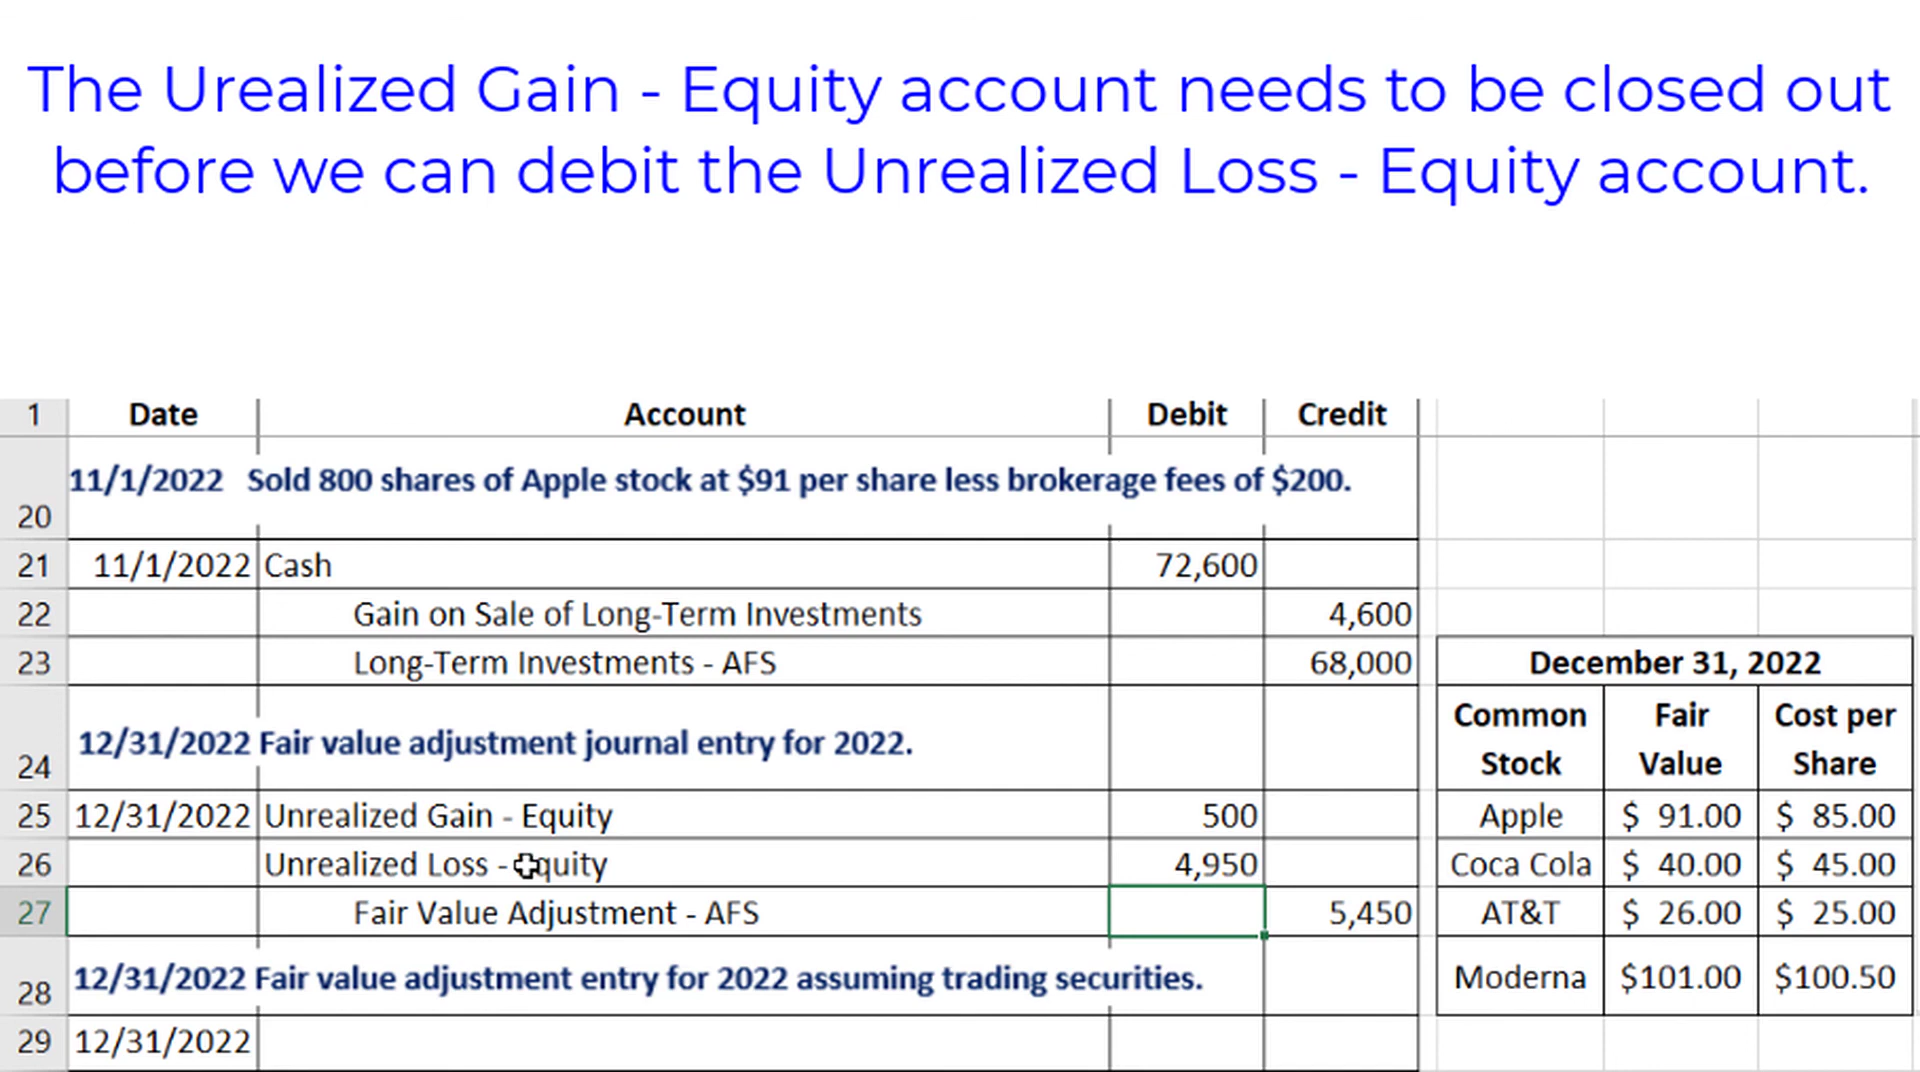 The Urealized Gain - Equity account needs to be closed out
before we can debit the Unrealized Loss - Equity account.
1 Date Account Debit Credit
20 11/1/2022 Sold 800 shares of Apple stock at $91 per share less brokerage fees of $200.
21 11/1/2022 Cash 72,600
22 Gain on Sale of Long-Term Investments 4,600
23 Long-Term Investments - AFS 68,000
24 12/31/2022 Fair value adjustment journal entry for 2022.
25 12/31/2022 Unrealized Gain - Equity 500
26 Unrealized Loss - Equity 4,950
27 Fair Value Adjustment - AFS 5,450
28 12/31/2022 Fair value adjustment entry for 2022 assuming trading securities.
29 12/31/2022
December 31, 2022
Common Stock Fair Value Cost per Share
Apple $ 91.00 $ 85.00
Coca Cola $ 40.00 $ 45.00
AT&T $ 26.00 $ 25.00
Moderna $101.00 $100.50